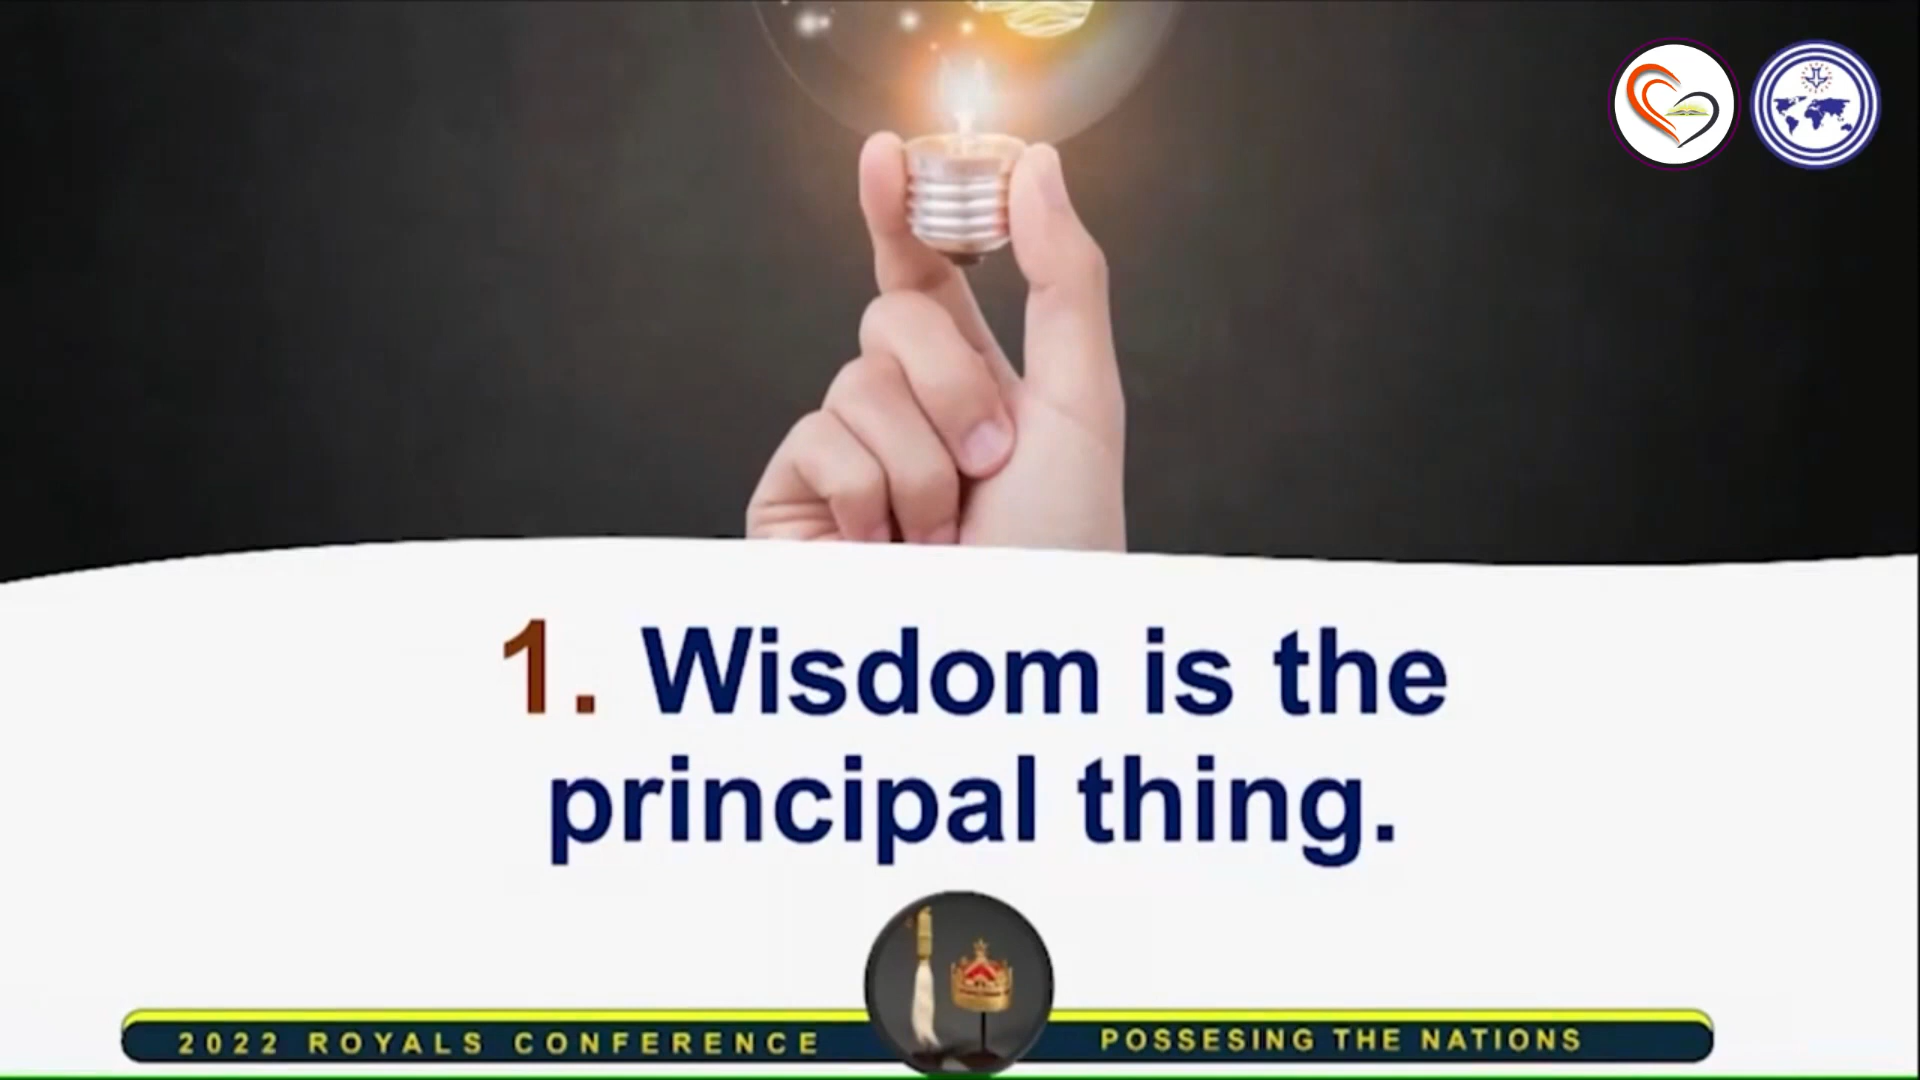 1. Wisdom is the
principal thing.
2022 ROYALS CONFERENCE
POSSESING THE NATIONS